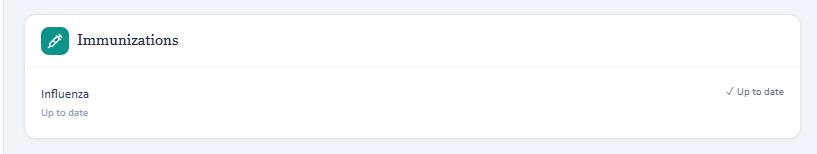 Immunizations
Influenza
✓ Up to date
Up to date